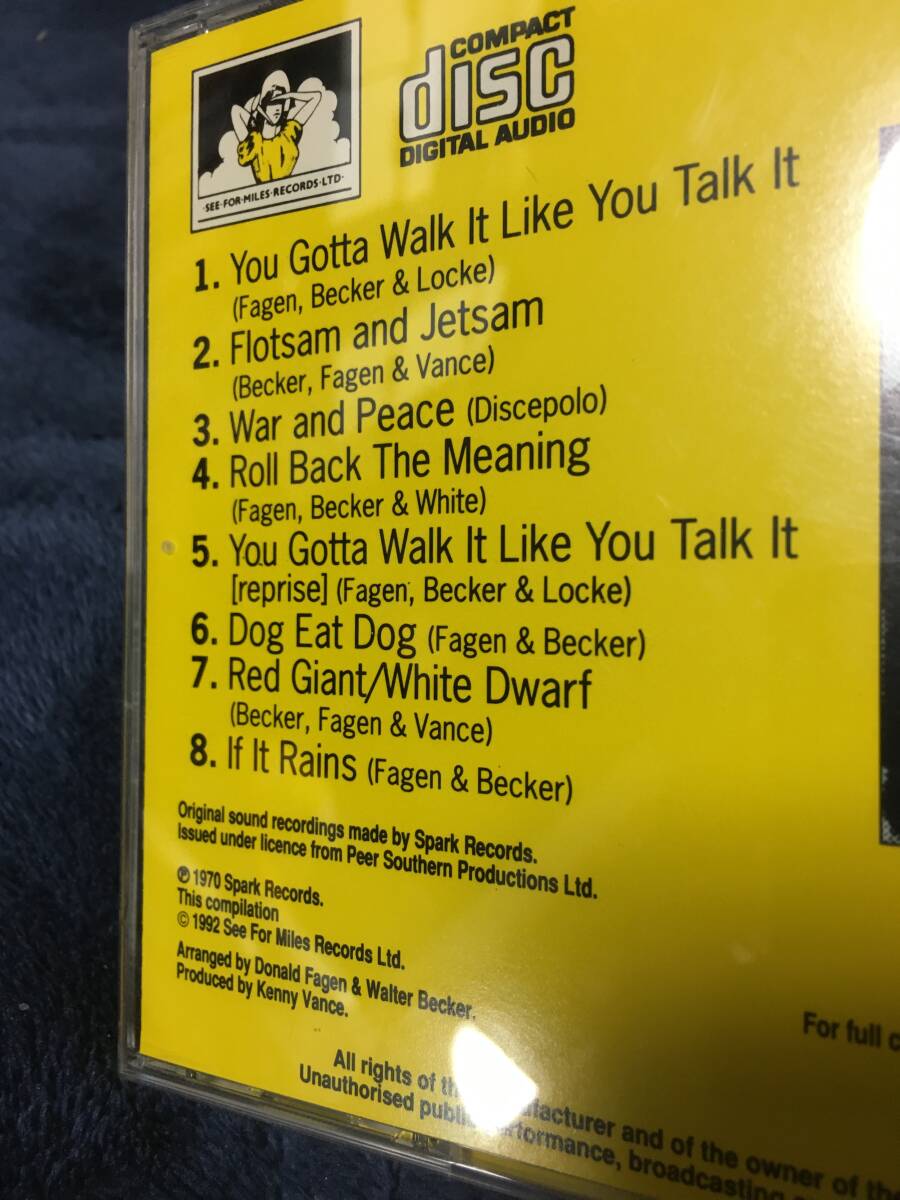 COMPACT
disc
DIGITAL AUDIO
·SEE·FOR·MILES·RECORDS·LTD·
1. You Gotta Walk It Like You Talk It
(Fagen, Becker & Locke)
2. Flotsam and Jetsam
(Becker, Fagen & Vance)
3. War and Peace (Discepolo)
4. Roll Back The Meaning
(Fagen, Becker & White)
5. You Gotta Walk It Like You Talk It
[reprise] (Fagen, Becker & Locke)
6. Dog Eat Dog (Fagen & Becker)
7. Red Giant/White Dwarf
(Becker, Fagen & Vance)
8. If It Rains (Fagen & Becker)
Original sound recordings made by Spark Records.
Issued under licence from Peer Southern Productions Ltd.
℗ 1970 Spark Records.
This compilation
© 1992 See For Miles Records Ltd.
Arranged by Donald Fagen & Walter Becker.
Produced by Kenny Vance.
For full
All rights of and of the owner of
Unauthorised broadcasting